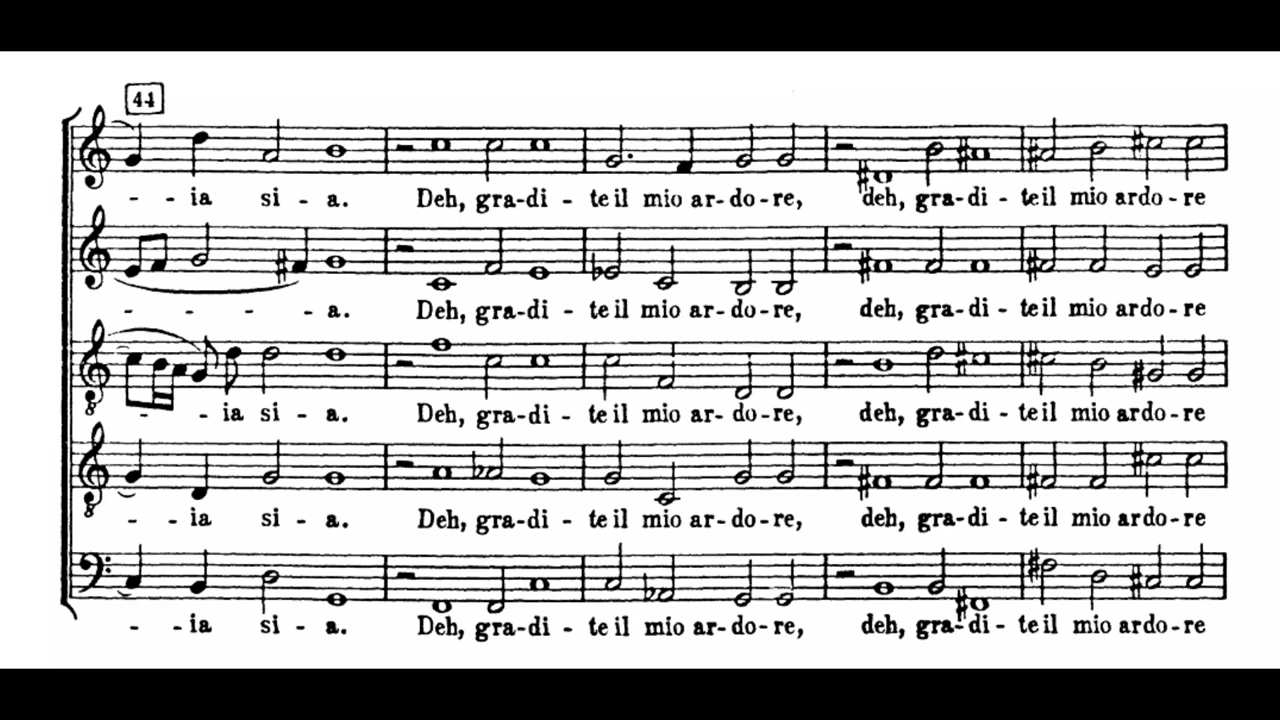 44
- - ia si - a. Deh, gra-di - te il mio ar-do-re, deh, gra-di - te il mio ardo-re
- - - a. Deh, gra-di - te il mio ar-do-re, deh, gra-di - te il mio ardo-re
8
- - ia si - a. Deh, gra-di - te il mio ar-do-re, deh, gra-di - te il mio ardo-re
8
- - ia si - a. Deh, gra-di - te il mio ar-do-re, deh, gra-di - te il mio ardo-re
- - ia si - a. Deh, gra-di - te il mio ar-do-re, deh, gra-di - te il mio ardo-re